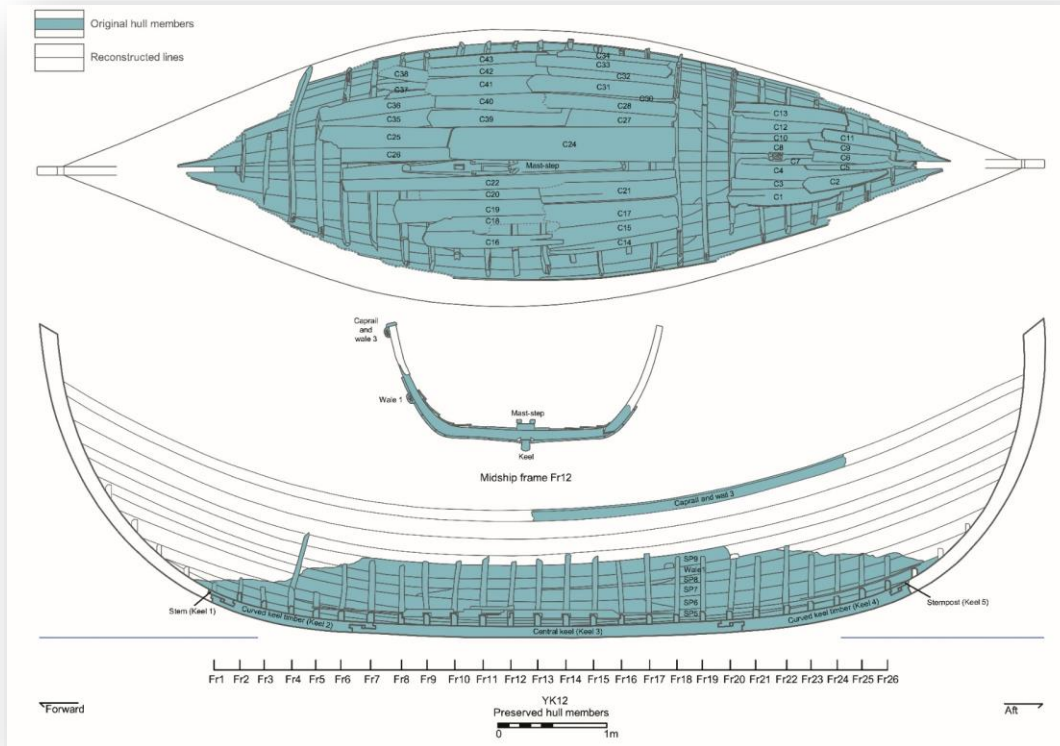 Original hull members
Reconstructed lines
C34
C43
C33
C42
C38
C32
C41
C31
C37
C30
C40
C36
C28
C13
C39
C35
C27
C12
C11
C25
C24
C10
C8
C9
C26
Mast-step
C7
C6
C5
C4
C22
C21
C3
C2
C20
C1
C19
C17
C18
C15
C16
C14
Caprail
and
wale 3
Wale 1
Mast-step
Keel
Midship frame Fr12
Caprail and wal 3
SP9
Wale 1
SP8
SP7
SP6
SP5
Stem (Keel 1)
Curved keel timber (Keel 2)
Central keel (Keel 3)
Curved keel timber (Keel 4)
Sternpost (Keel 5)
Fr1 Fr2 Fr3 Fr4 Fr5 Fr6 Fr7 Fr8 Fr9 Fr10 Fr11 Fr12 Fr13 Fr14 Fr15 Fr16 Fr17 Fr18 Fr19 Fr20 Fr21 Fr22 Fr23 Fr24 Fr25 Fr26
Forward
YK12
Preserved hull members
0 1m
Aft